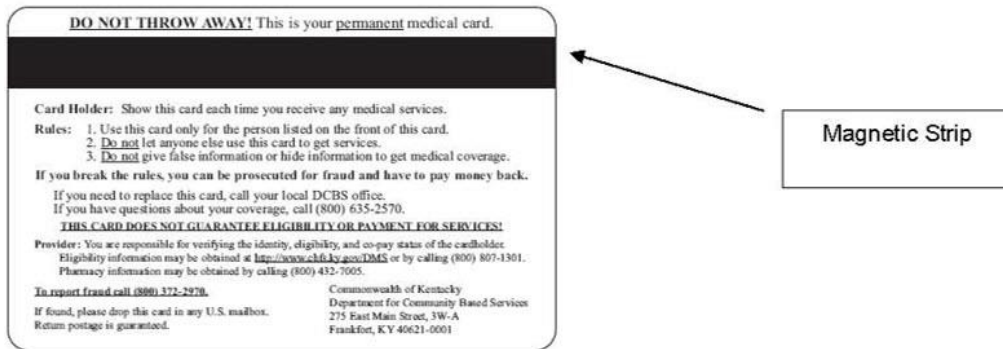 DO NOT THROW AWAY! This is your permanent medical card.
Magnetic Strip
Card Holder: Show this card each time you receive any medical services.
Rules: 1. Use this card only for the person listed on the front of this card.
2. Do not let anyone else use this card to get services.
3. Do not give false information or hide information to get medical coverage.
If you break the rules, you can be prosecuted for fraud and have to pay money back.
If you need to replace this card, call your local DCBS office.
If you have questions about your coverage, call (800) 635-2570.
THIS CARD DOES NOT GUARANTEE ELIGIBILITY OR PAYMENT FOR SERVICES!
Provider: You are responsible for verifying the identity, eligibility, and co-pay status of the cardholder.
Eligibility information may be obtained at http://www.chfs.ky.gov/DMS or by calling (800) 807-1301.
Pharmacy information may be obtained by calling (800) 432-7005.
To report fraud call (800) 372-2970.
If found, please drop this card in any U.S. mailbox.
Return postage is guaranteed.
Commonwealth of Kentucky
Department for Community Based Services
275 East Main Street, 3W-A
Frankfort, KY 40621-0001